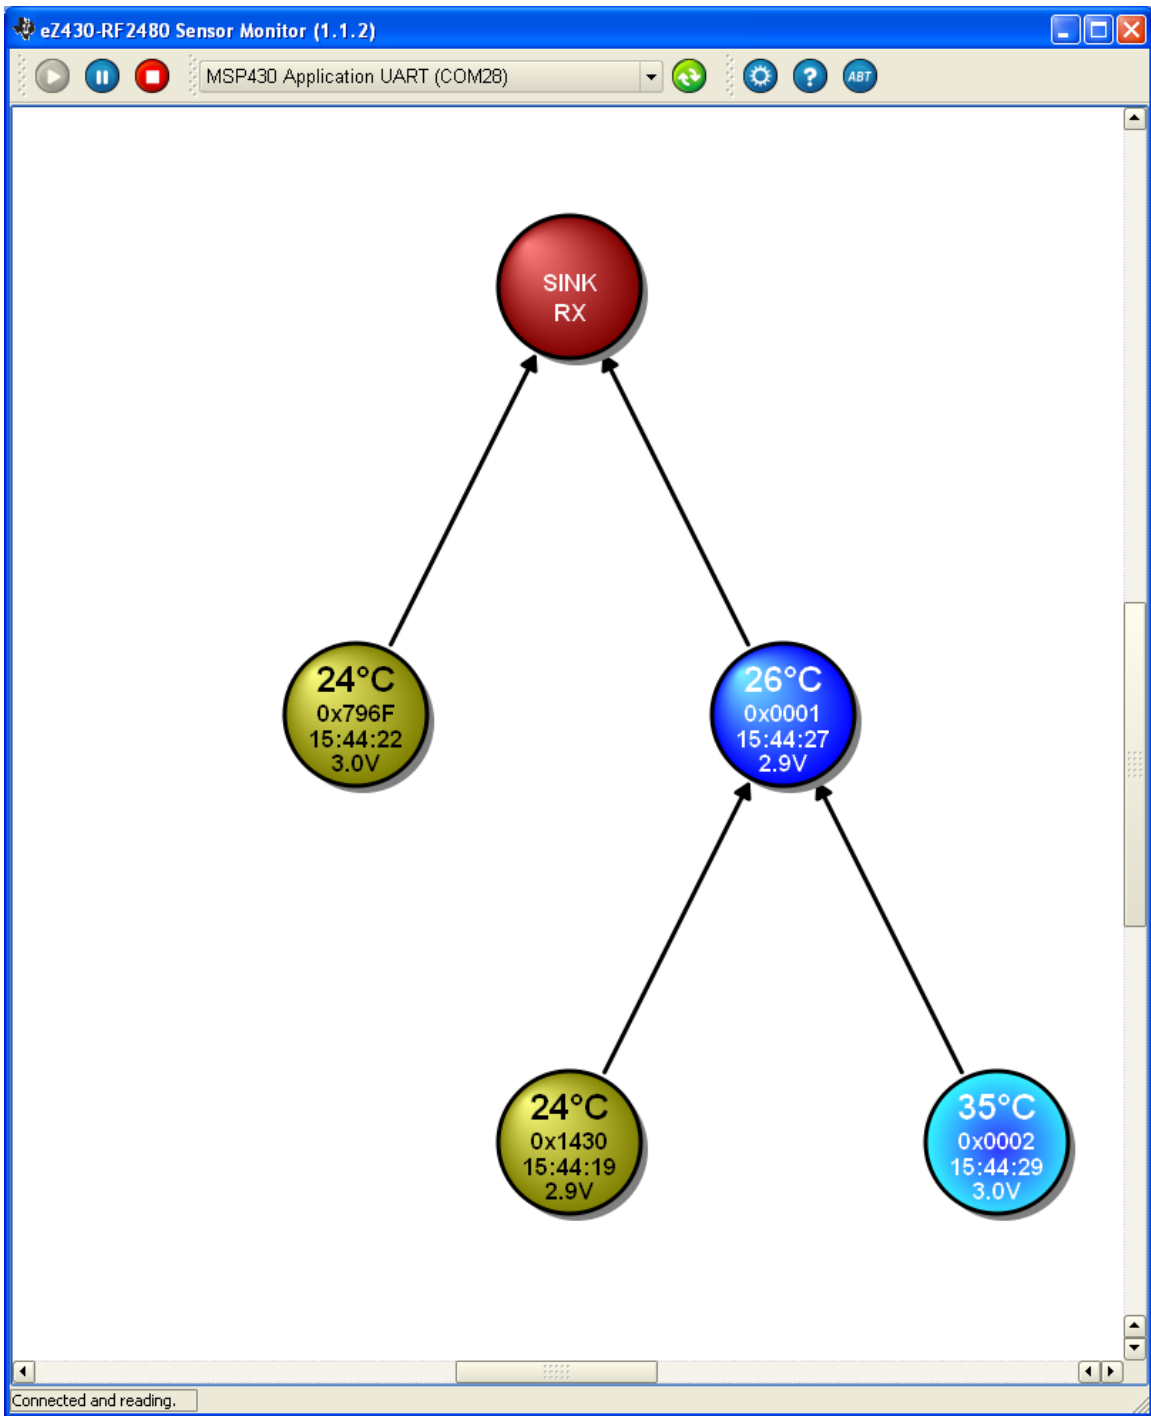 eZ430-RF2480 Sensor Monitor (1.1.2)
MSP430 Application UART (COM28)
?
ABT
SINK
RX
24°C
0x796F
15:44:22
3.0V
26°C
0x0001
15:44:27
2.9V
24°C
0x1430
15:44:19
2.9V
35°C
0x0002
15:44:29
3.0V
Connected and reading.